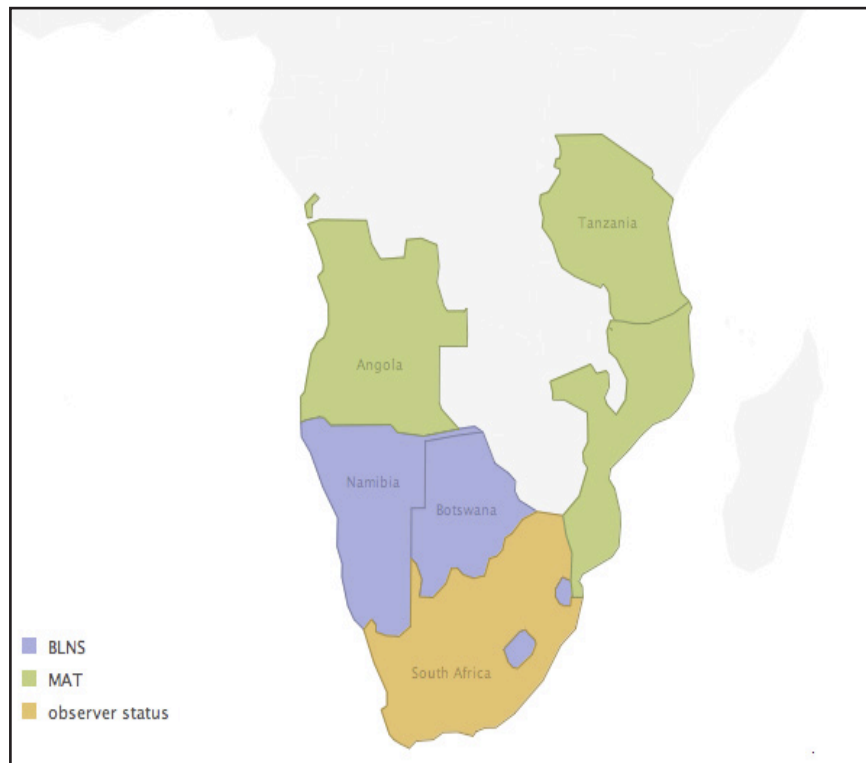 Tanzania
Angola
Namibia
Botswana
South Africa
BLNS
MAT
observer status